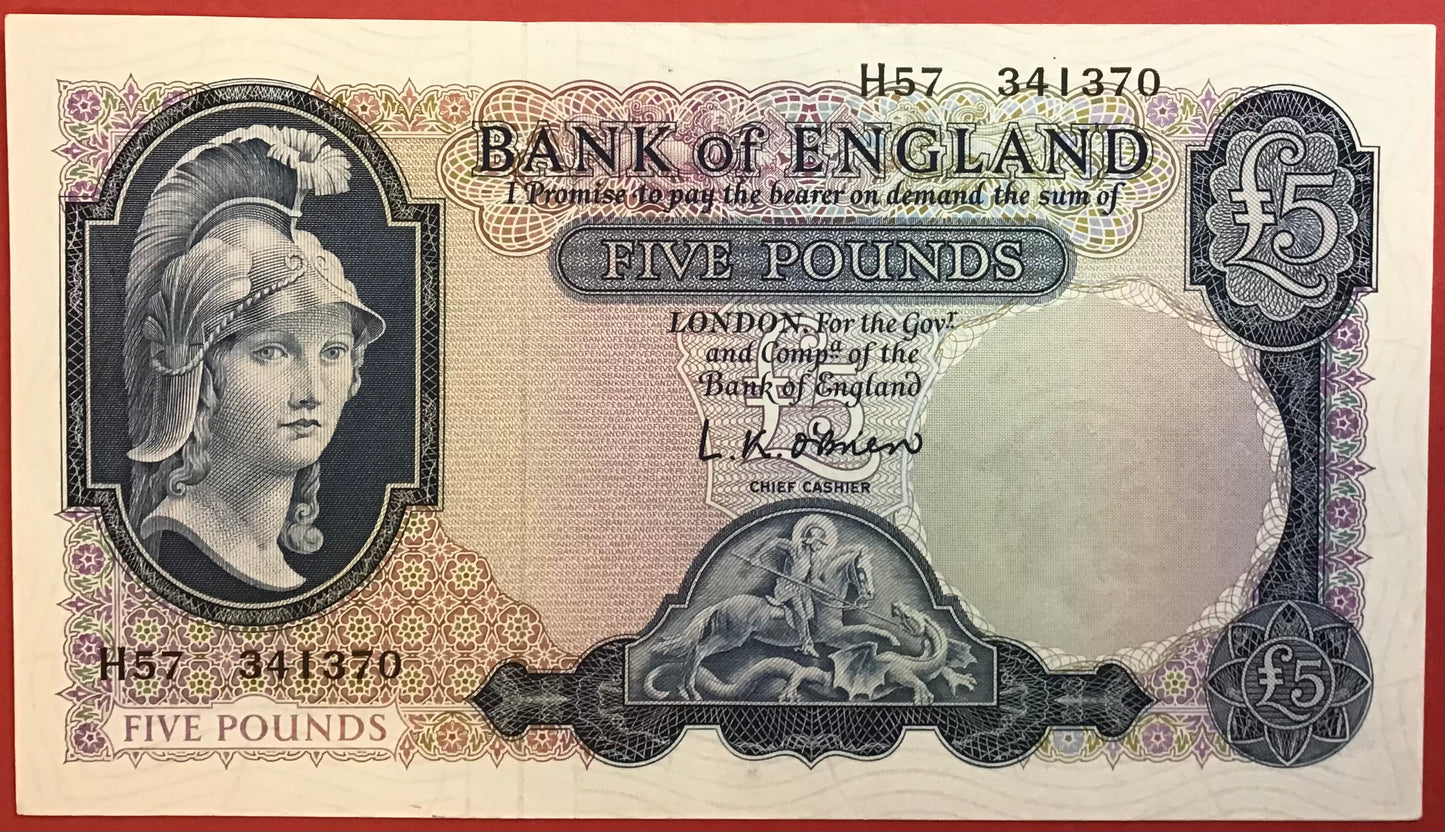 H57 341370
BANK of ENGLAND
I Promise to pay the bearer on demand the sum of
FIVE POUNDS
£5
LONDON. For the Govr
and Compa of the
Bank of England
£5
L.K. O'Brien
CHIEF CASHIER
H57 341370
FIVE POUNDS
£5